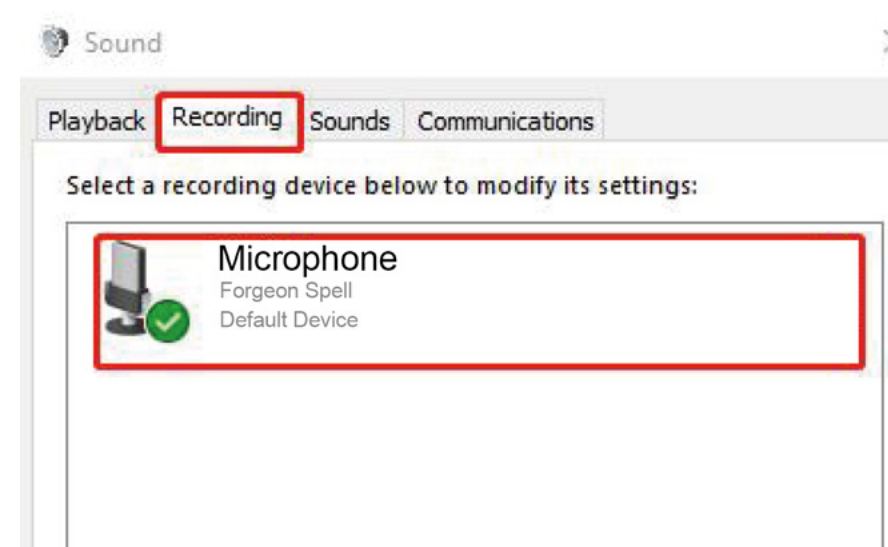 Sound
Playback Recording Sounds Communications
Select a recording device below to modify its settings:
Microphone
Forgeon Spell
Default Device